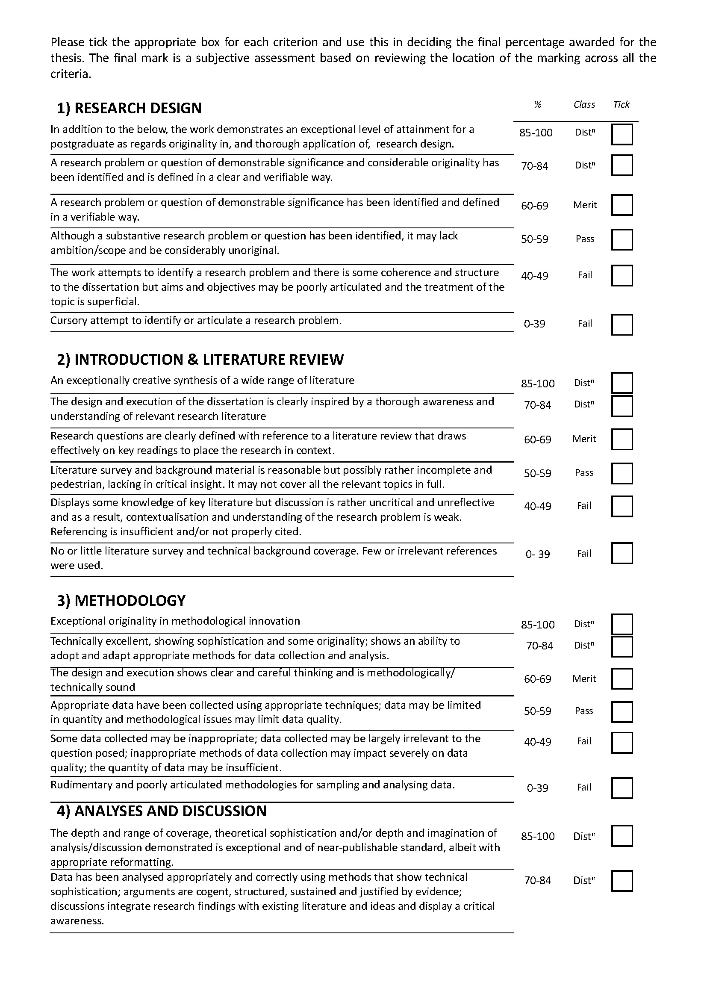 Please tick the appropriate box for each criterion and use this in deciding the final percentage awarded for the
thesis. The final mark is a subjective assessment based on reviewing the location of the marking across all the
criteria.
1) RESEARCH DESIGN % Class Tick
In addition to the below, the work demonstrates an exceptional level of attainment for a 85-100 Distⁿ
postgraduate as regards originality in, and thorough application of, research design.
A research problem or question of demonstrable significance and considerable originality has 70-84 Distⁿ
been identified and is defined in a clear and verifiable way.
A research problem or question of demonstrable significance has been identified and defined 60-69 Merit
in a verifiable way.
Although a substantive research problem or question has been identified, it may lack 50-59 Pass
ambition/scope and be considerably unoriginal.
The work attempts to identify a research problem and there is some coherence and structure 40-49 Fail
to the dissertation but aims and objectives may be poorly articulated and the treatment of the
topic is superficial.
Cursory attempt to identify or articulate a research problem. 0-39 Fail
2) INTRODUCTION & LITERATURE REVIEW
An exceptionally creative synthesis of a wide range of literature 85-100 Distⁿ
The design and execution of the dissertation is clearly inspired by a thorough awareness and 70-84 Distⁿ
understanding of relevant research literature
Research questions are clearly defined with reference to a literature review that draws 60-69 Merit
effectively on key readings to place the research in context.
Literature survey and background material is reasonable but possibly rather incomplete and 50-59 Pass
pedestrian, lacking in critical insight. It may not cover all the relevant topics in full.
Displays some knowledge of key literature but discussion is rather uncritical and unreflective 40-49 Fail
and as a result, contextualisation and understanding of the research problem is weak.
Referencing is insufficient and/or not properly cited.
No or little literature survey and technical background coverage. Few or irrelevant references 0- 39 Fail
were used.
3) METHODOLOGY
Exceptional originality in methodological innovation 85-100 Distⁿ
Technically excellent, showing sophistication and some originality; shows an ability to 70-84 Distⁿ
adopt and adapt appropriate methods for data collection and analysis.
The design and execution shows clear and careful thinking and is methodologically/ 60-69 Merit
technically sound
Appropriate data have been collected using appropriate techniques; data may be limited 50-59 Pass
in quantity and methodological issues may limit data quality.
Some data collected may be inappropriate; data collected may be largely irrelevant to the 40-49 Fail
question posed; inappropriate methods of data collection may impact severely on data
quality; the quantity of data may be insufficient.
Rudimentary and poorly articulated methodologies for sampling and analysing data. 0-39 Fail
4) ANALYSES AND DISCUSSION
The depth and range of coverage, theoretical sophistication and/or depth and imagination of 85-100 Distⁿ
analysis/discussion demonstrated is exceptional and of near-publishable standard, albeit with
appropriate reformatting.
Data has been analysed appropriately and correctly using methods that show technical 70-84 Distⁿ
sophistication; arguments are cogent, structured, sustained and justified by evidence;
discussions integrate research findings with existing literature and ideas and display a critical
awareness.